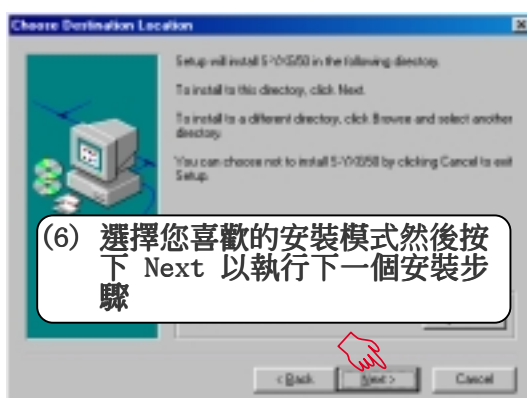 Choose Destination Location
Setup will install S-YXG50 in the following directory.
To install to this directory, click Next.
To install to a different directory, click Browse and select another
directory.
You can choose not to install S-YXG50 by clicking Cancel to exit
Setup.
(6) 選擇您喜歡的安裝模式然後按
下 Next 以執行下一個安裝步
驟
< Back
Next >
Cancel